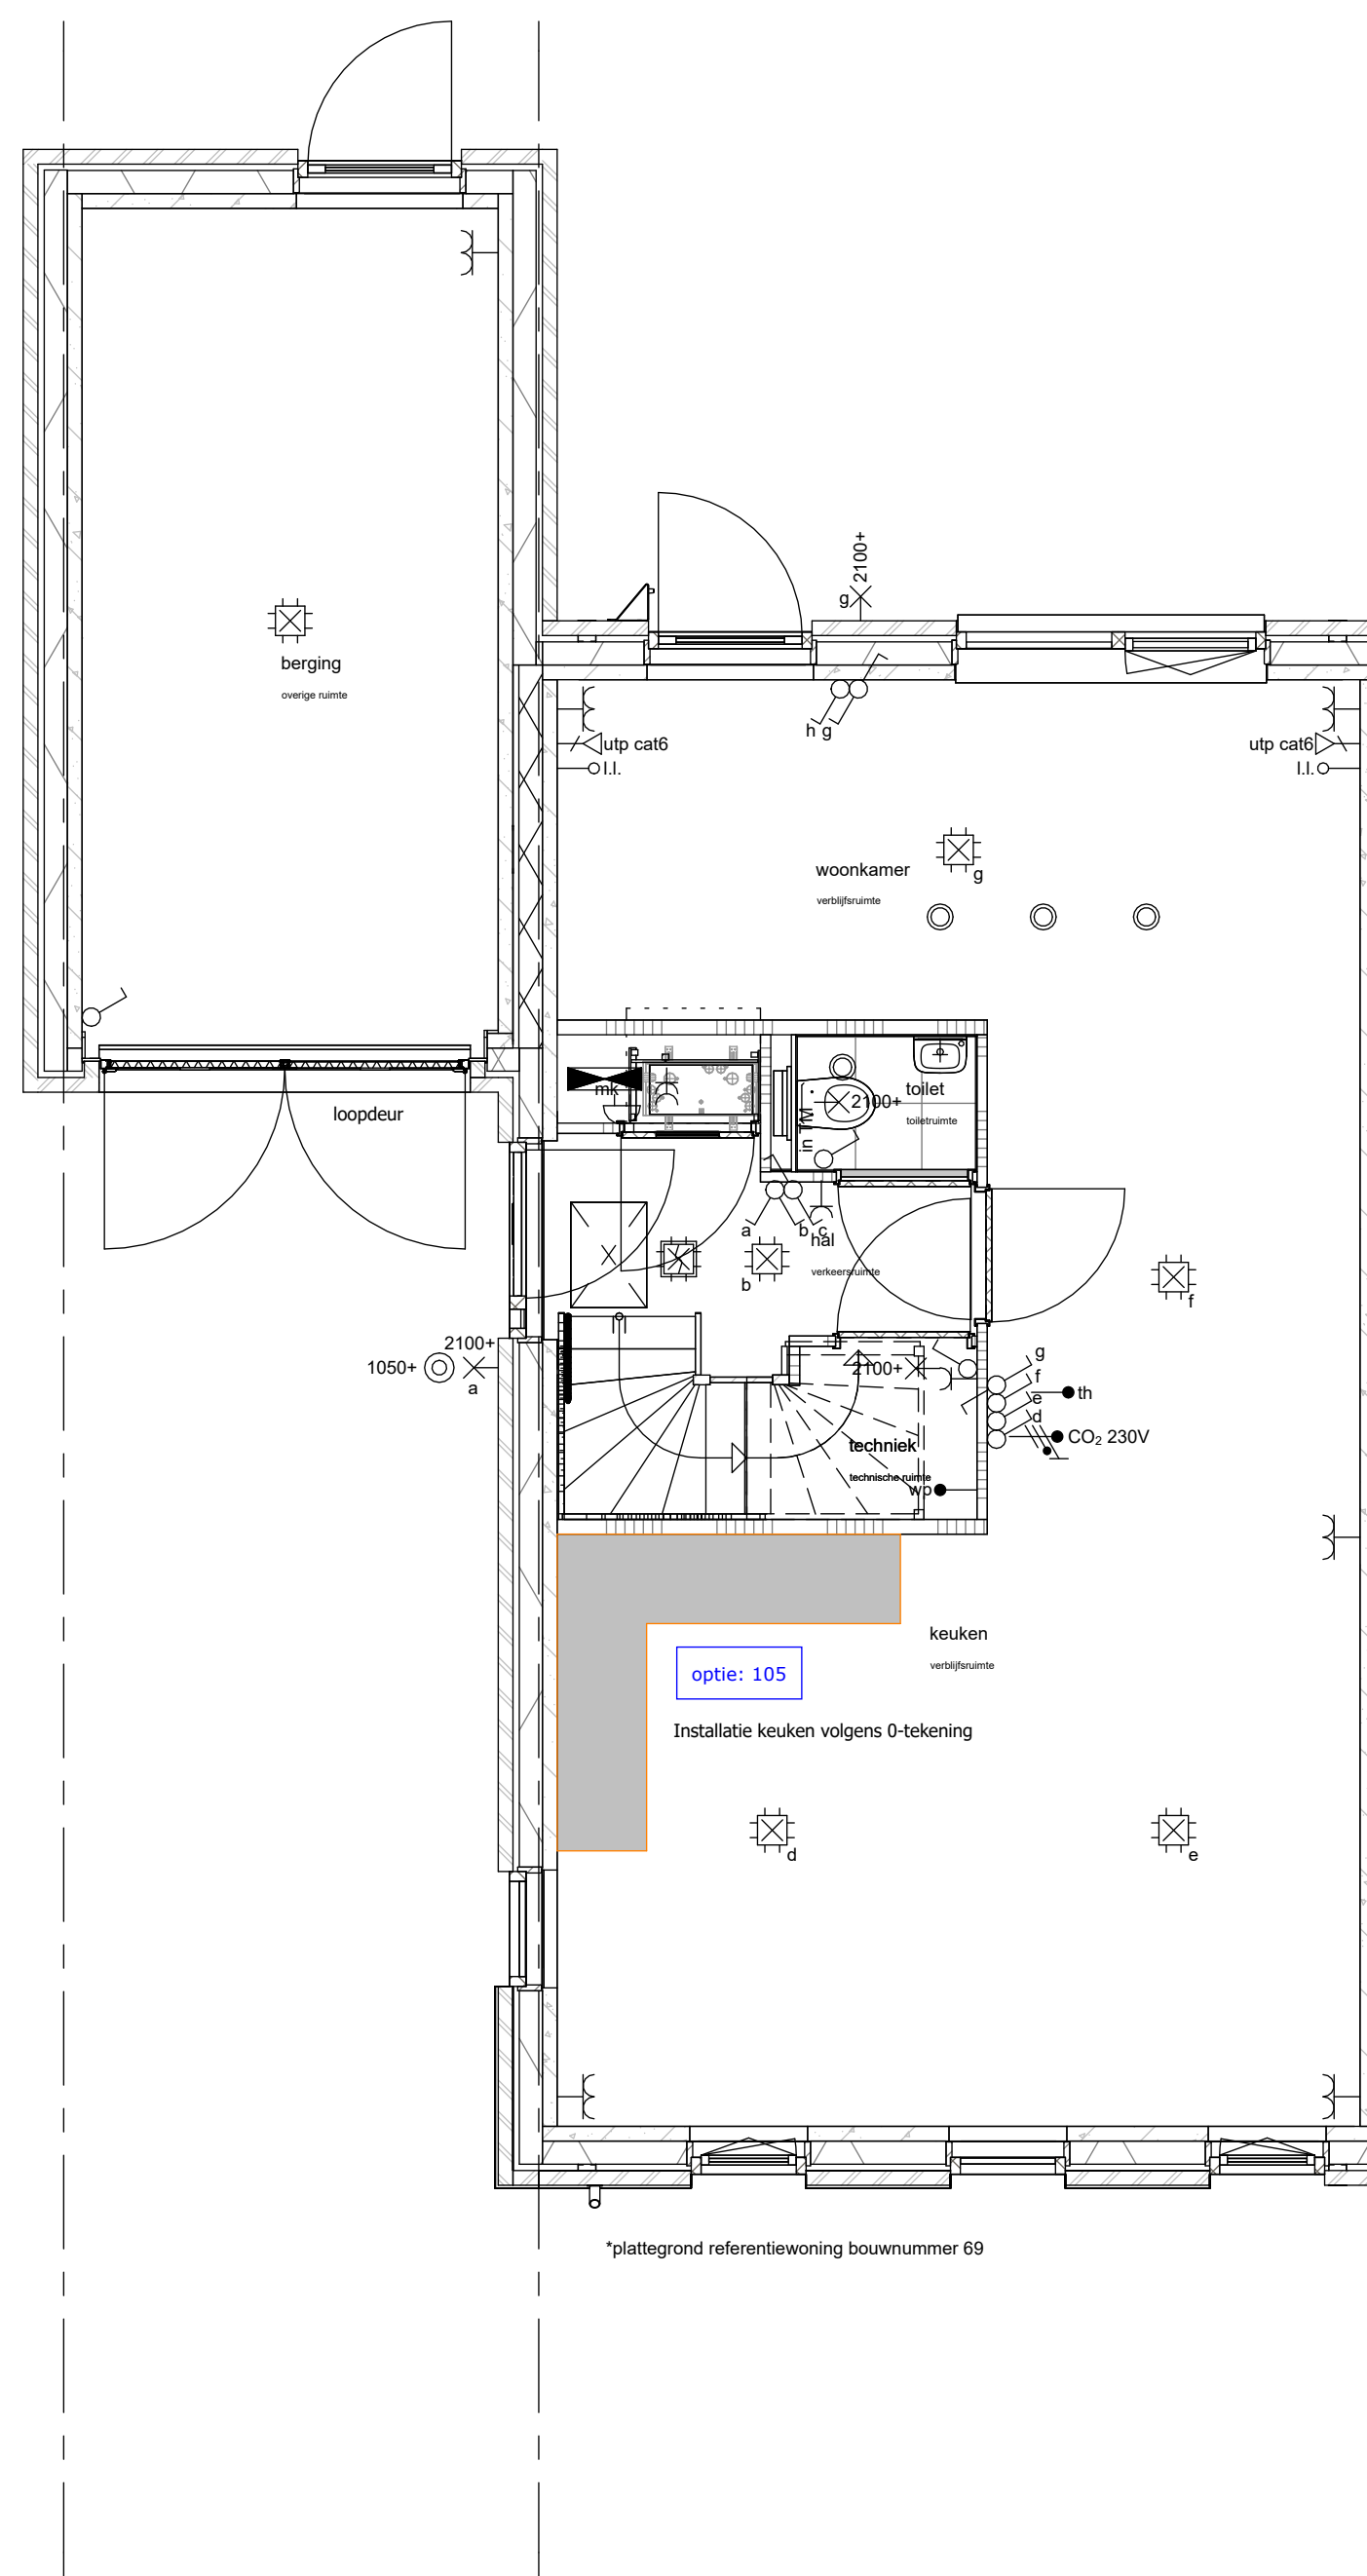 2100+
g
berging
overige ruimte
h g
utp cat6
utp cat6
l.l.
l.l.
woonkamer
g
verblijfsruimte
mk
toilet
2100+
in W.
toiletruimte
loopdeur
a
b
c
hal
verkeersruimte
b
f
2100+
1050+
a
2100+
g
f
e
d
th
CO₂ 230V
techniek
technische ruimte
wp
keuken
verblijfsruimte
optie: 105
Installatie keuken volgens 0-tekening
d
e
*plattegrond referentiewoning bouwnummer 69